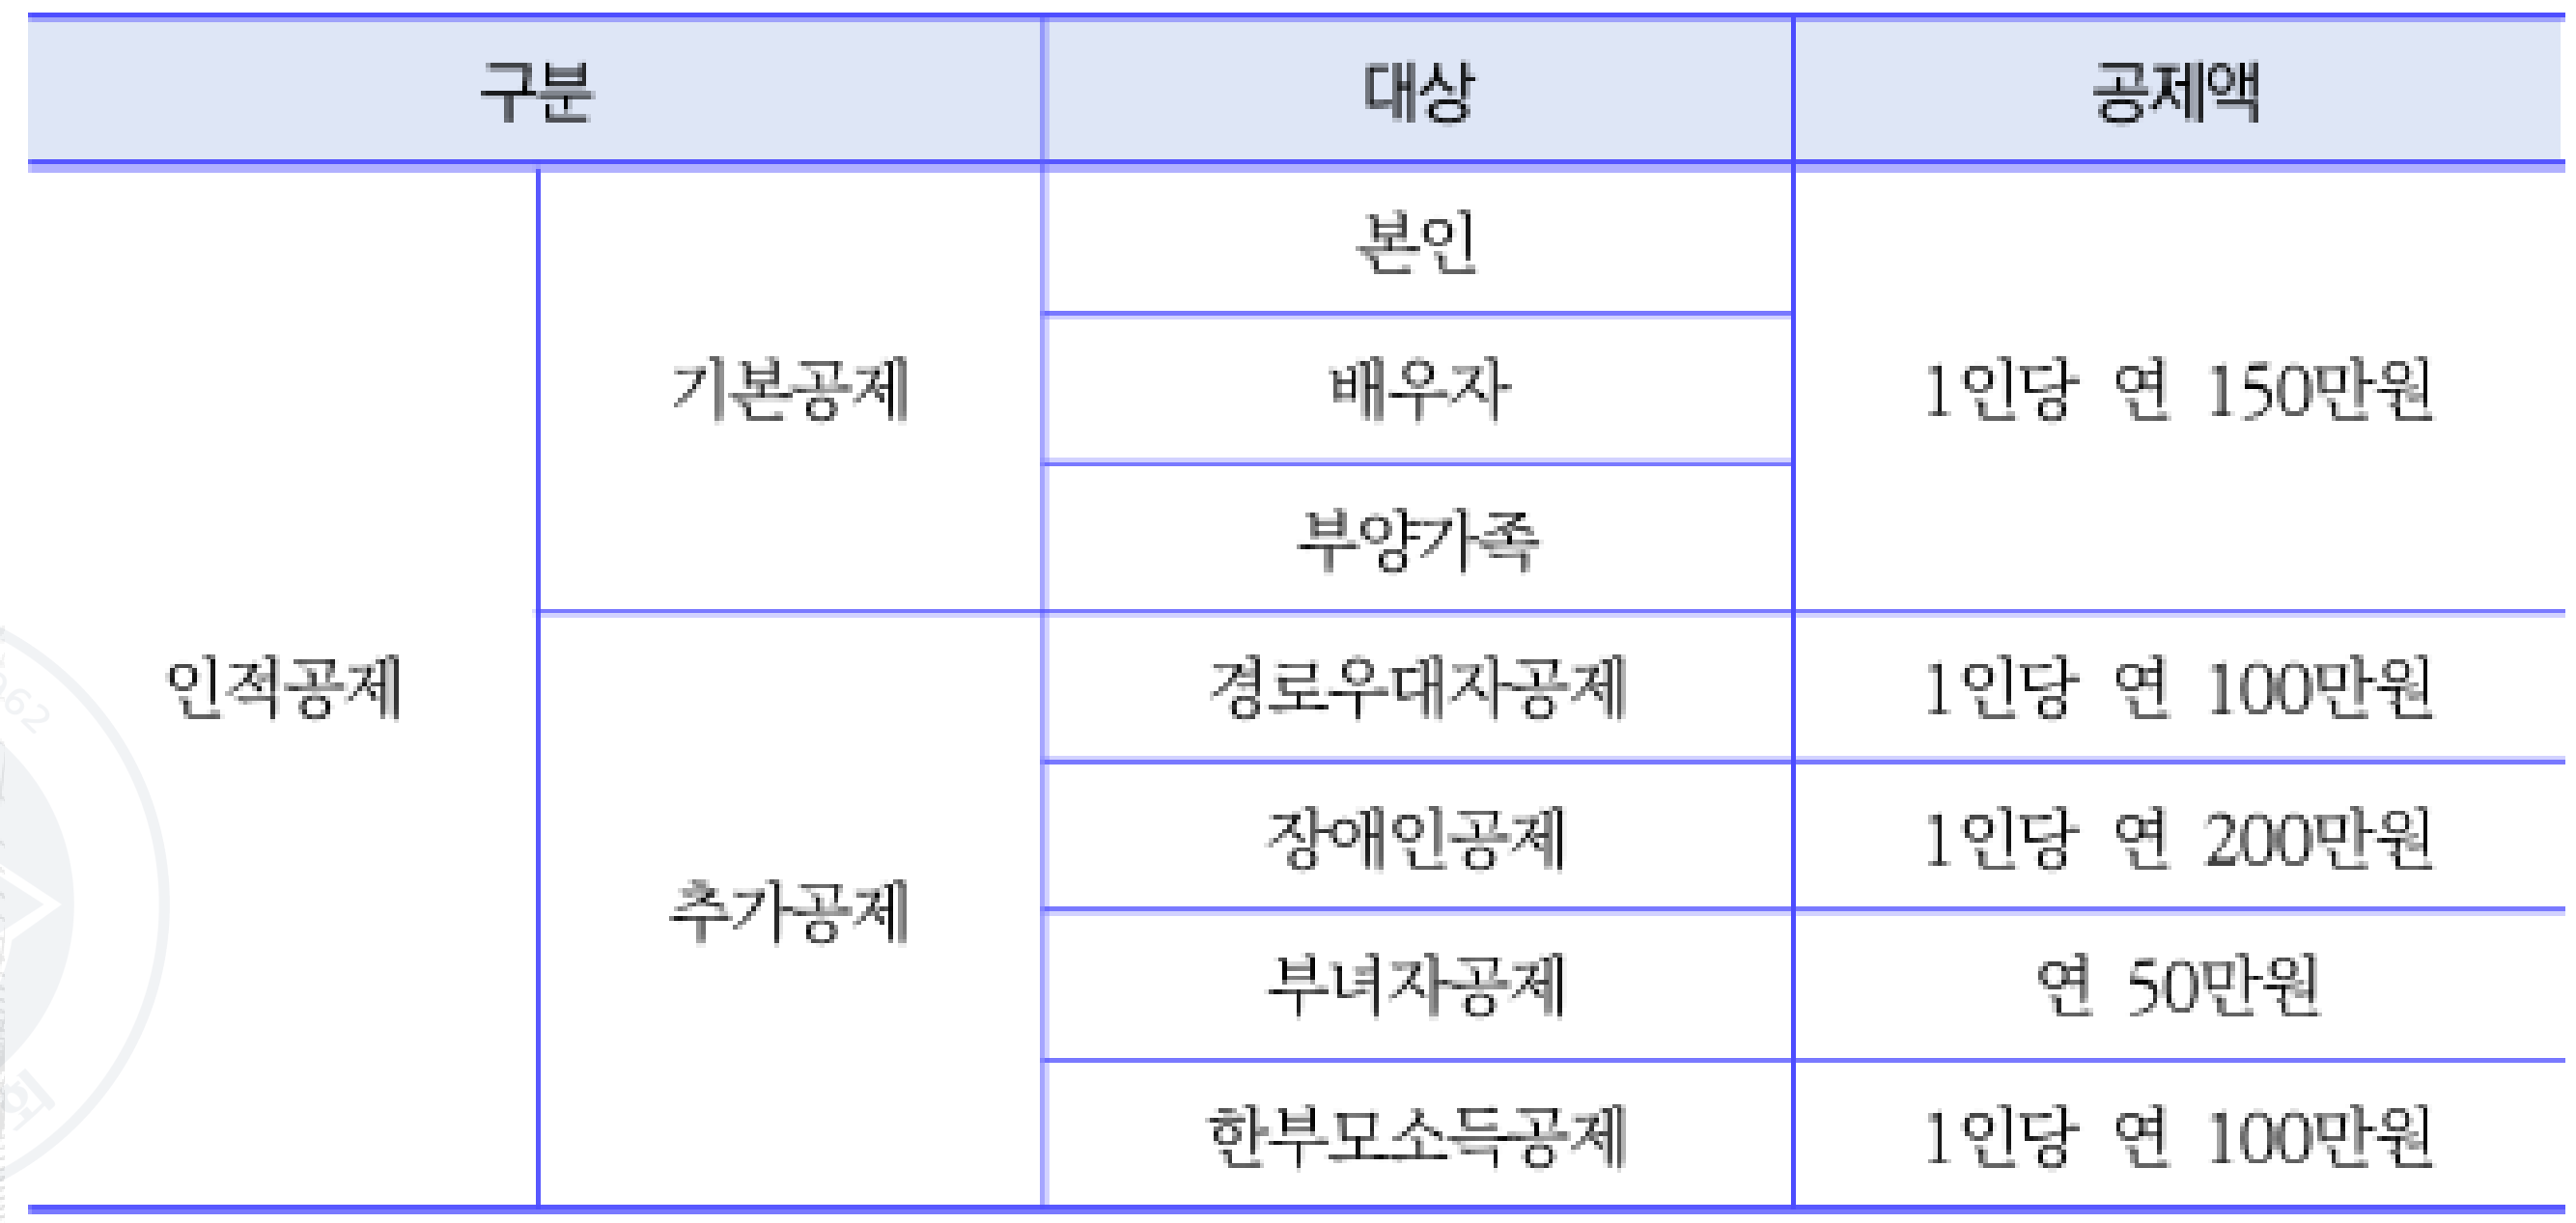 구분 대상 공제액
본인
기본공제 배우자 1인당 연 150만원
부양가족
인적공제 경로우대자공제 1인당 연 100만원
장애인공제 1인당 연 200만원
추가공제
부녀자공제 연 50만원
한부모소득공제 1인당 연 100만원